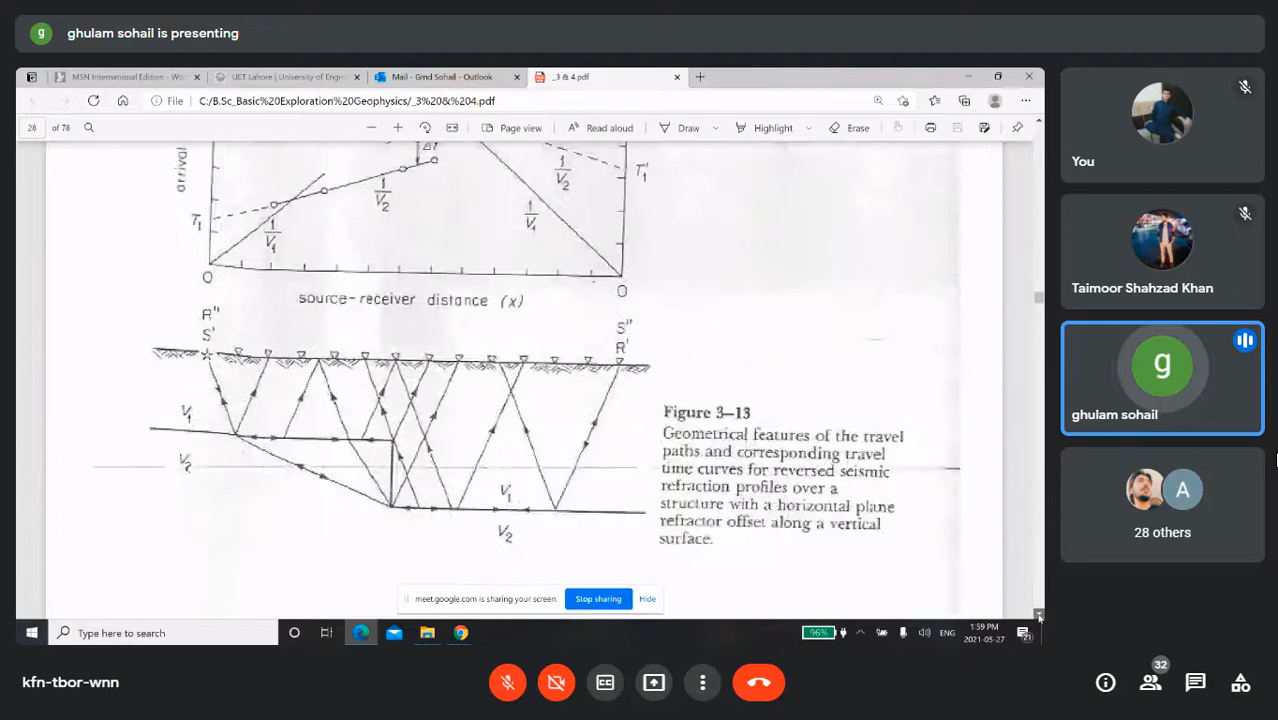 g ghulam sohail is presenting
MSN International Edition - Wor
UET Lahore | University of Engin
Mail - Gmd Sohail - Outlook
_3 & 4.pdf
File C:/B.Sc_Basic%20Exploration%20Geophysics/_3%20&%204.pdf
28 of 78
Page view
Read aloud
Draw
Highlight
Erase
arrival
ΔT
1/V2
1/V2
T1'
T1
1/V1
1/V1
O
O
source-receiver distance (x)
R''
S'
S''
R'
V1
V2
V1
V2
Figure 3–13
Geometrical features of the travel
paths and corresponding travel
time curves for reversed seismic
refraction profiles over a
structure with a horizontal plane
refractor offset along a vertical
surface.
meet.google.com is sharing your screen.
Stop sharing
Hide
Type here to search
96%
ENG
1:59 PM
2021-05-27
21
You
Taimoor Shahzad Khan
g
ghulam sohail
A
28 others
kfn-tbor-wnn
CC
32